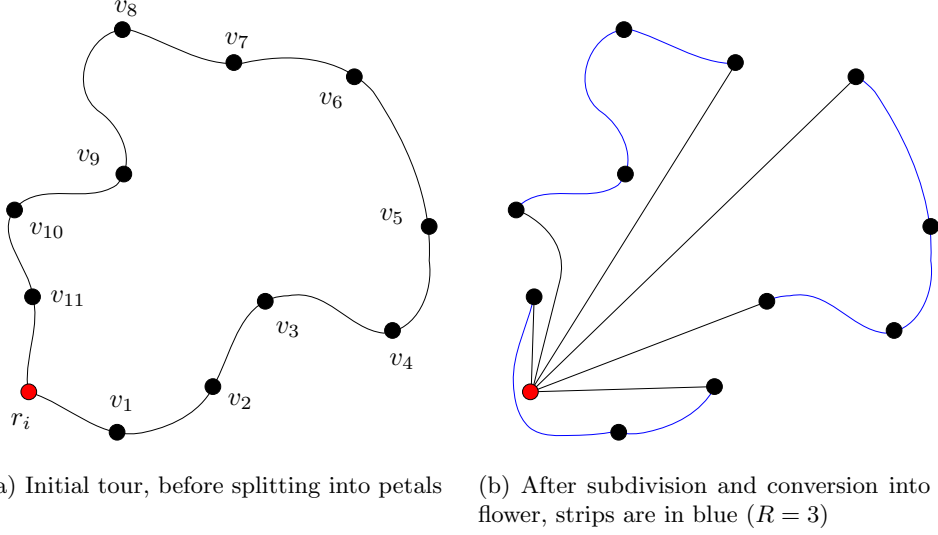 v8
v7
v6
v9
v5
v10
v11
v3
v4
v1
v2
ri
a) Initial tour, before splitting into petals
(b) After subdivision and conversion into
flower, strips are in blue (R = 3)